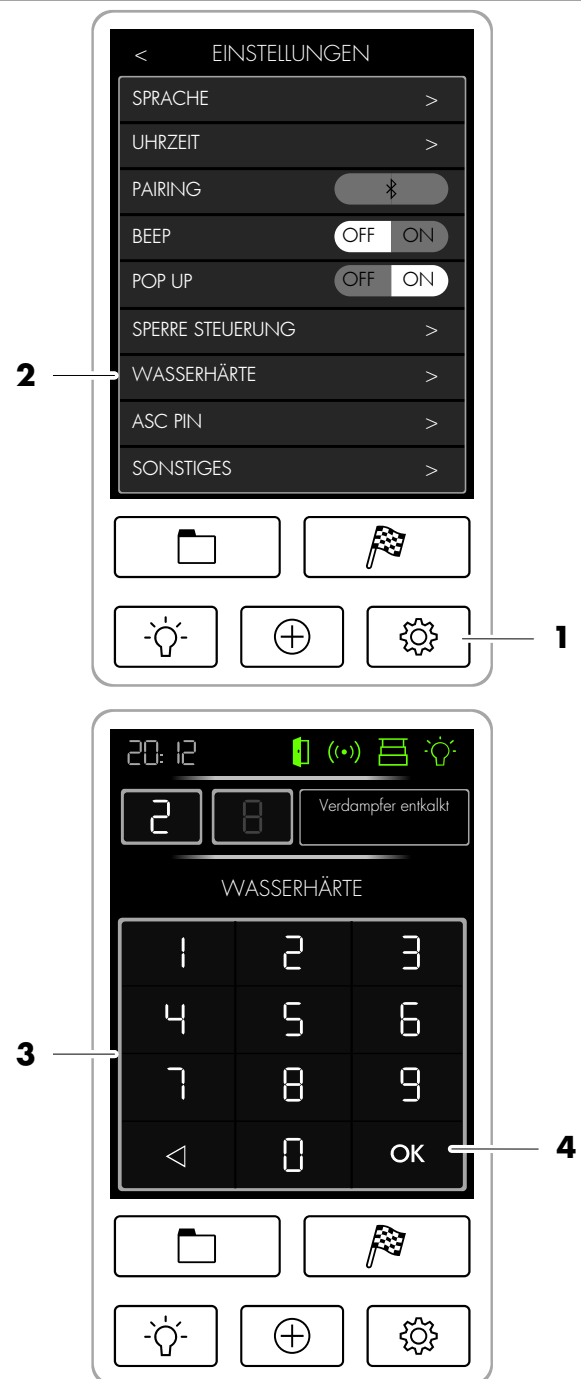 < EINSTELLUNGEN
SPRACHE >
UHRZEIT >
PAIRING
BEEP OFF ON
POP UP OFF ON
SPERRE STEUERUNG >
2 WASSERHÄRTE >
ASC PIN >
SONSTIGES >
1
20:12
2 8 Verdampfer entkalkt
WASSERHÄRTE
1 2 3
4 5 6
3
7 8 9
0 OK 4